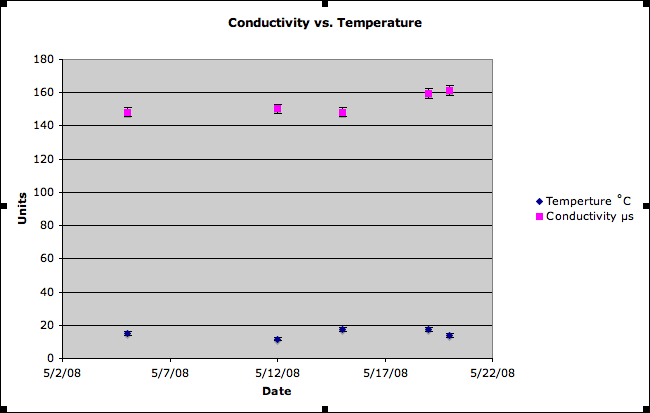 Conductivity vs. Temperature
180
160
140
120
100
80
60
40
20
0
Units
5/2/08 5/7/08 5/12/08 5/17/08 5/22/08
Date
Temperture °C
Conductivity µs